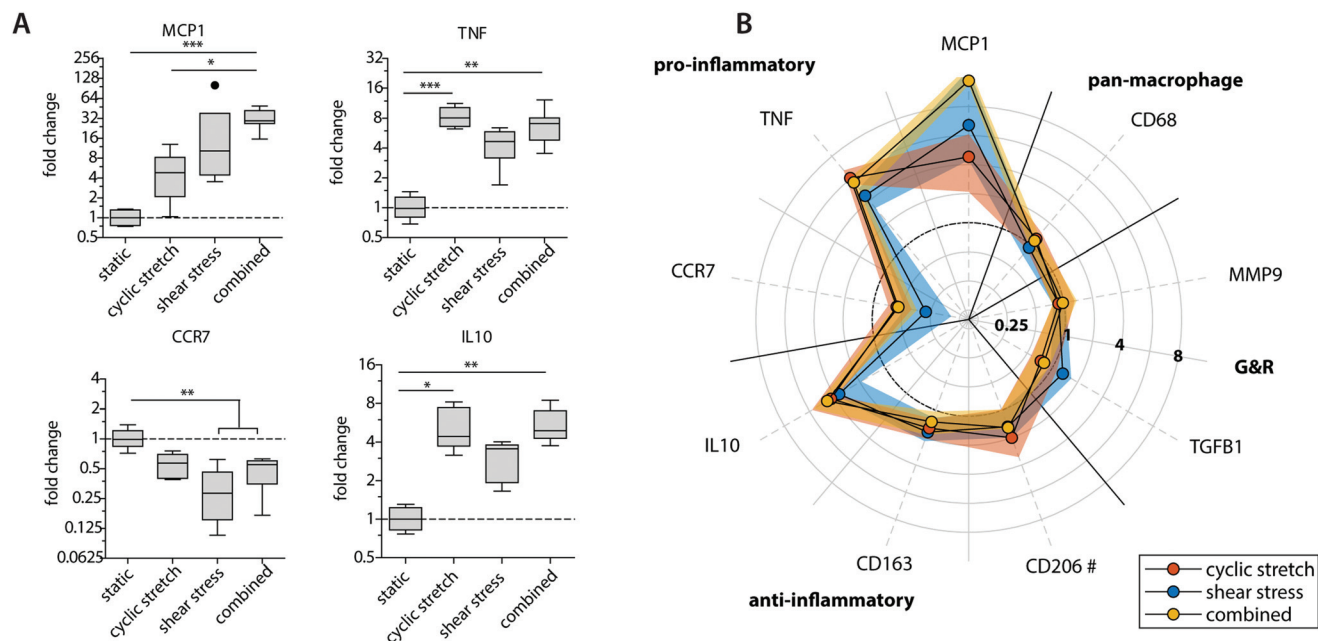 A
MCP1
***
*
fold change
256
128
64
32
16
8
4
2
1
0.5
static
cyclic stretch
shear stress
combined
TNF
**
***
fold change
32
16
8
4
2
1
0.5
static
cyclic stretch
shear stress
combined
CCR7
**
fold change
4
2
1
0.5
0.25
0.125
0.0625
static
cyclic stretch
shear stress
combined
IL10
**
*
fold change
16
8
4
2
1
0.5
static
cyclic stretch
shear stress
combined
B
MCP1
pro-inflammatory
pan-macrophage
TNF
CD68
CCR7
MMP9
0.25
1
4
8
G&R
IL10
TGFB1
CD163
CD206 #
anti-inflammatory
cyclic stretch
shear stress
combined